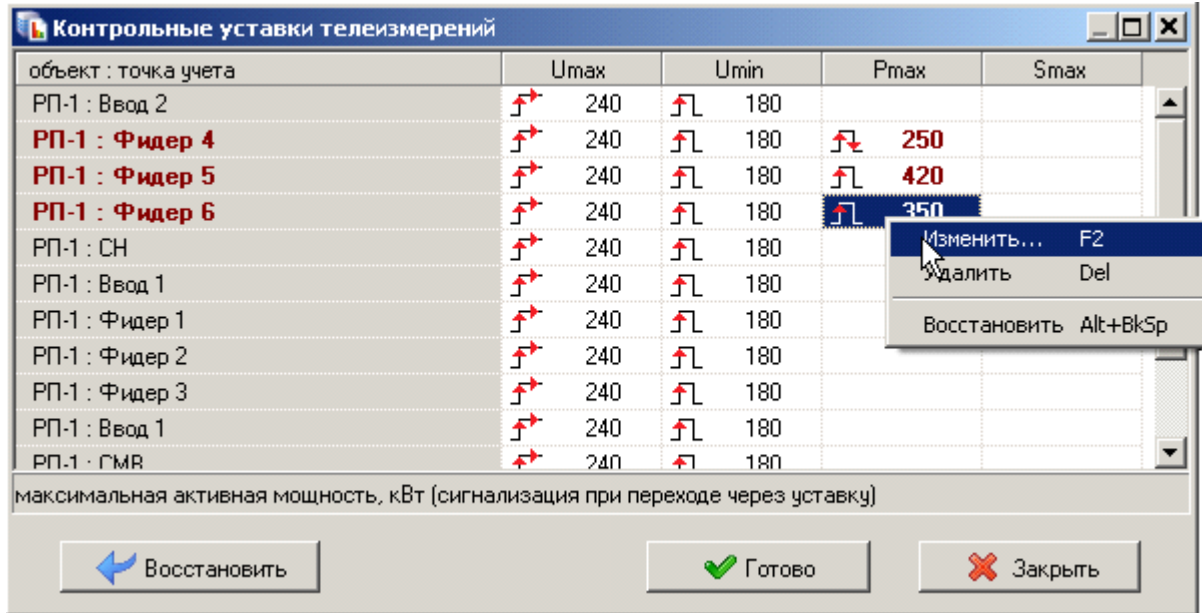 Контрольные уставки телеизмерений
объект : точка учета Umax Umin Pmax Smax
РП-1 : Ввод 2 240 180
РП-1 : Фидер 4 240 180 250
РП-1 : Фидер 5 240 180 420
РП-1 : Фидер 6 240 180 350
Изменить... F2
РП-1 : СН 240 180
Удалить Del
РП-1 : Ввод 1 240 180
РП-1 : Фидер 1 240 180
Восстановить Alt+BkSp
РП-1 : Фидер 2 240 180
РП-1 : Фидер 3 240 180
РП-1 : Ввод 1 240 180
РП-1 : СМВ 240 180
максимальная активная мощность, кВт (сигнализация при переходе через уставку)
Восстановить Готово Закрыть